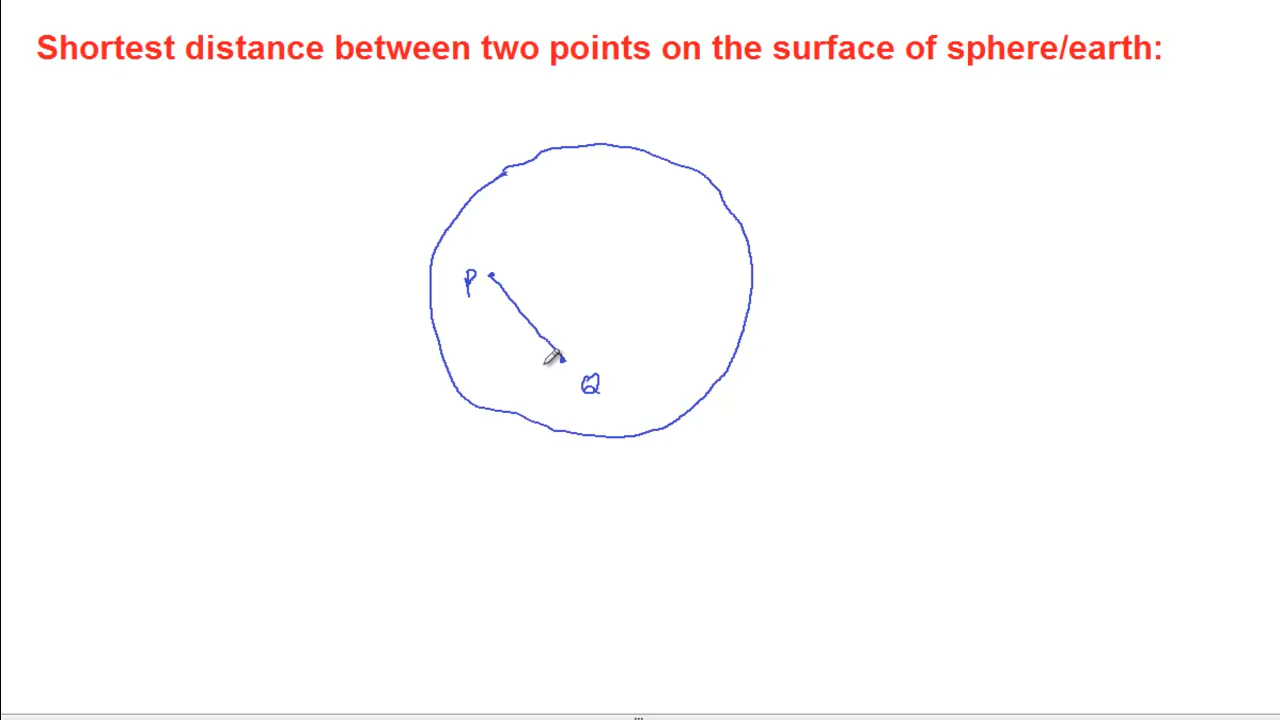 Shortest distance between two points on the surface of sphere/earth:
P
Q